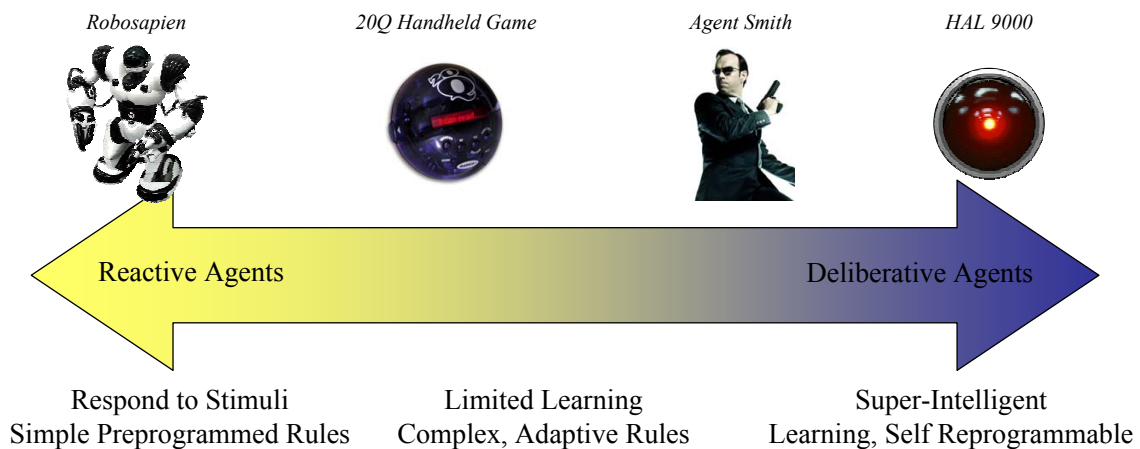 Robosapien
20Q Handheld Game
Agent Smith
HAL 9000
Reactive Agents
Deliberative Agents
Respond to Stimuli
Simple Preprogrammed Rules
Limited Learning
Complex, Adaptive Rules
Super-Intelligent
Learning, Self Reprogrammable